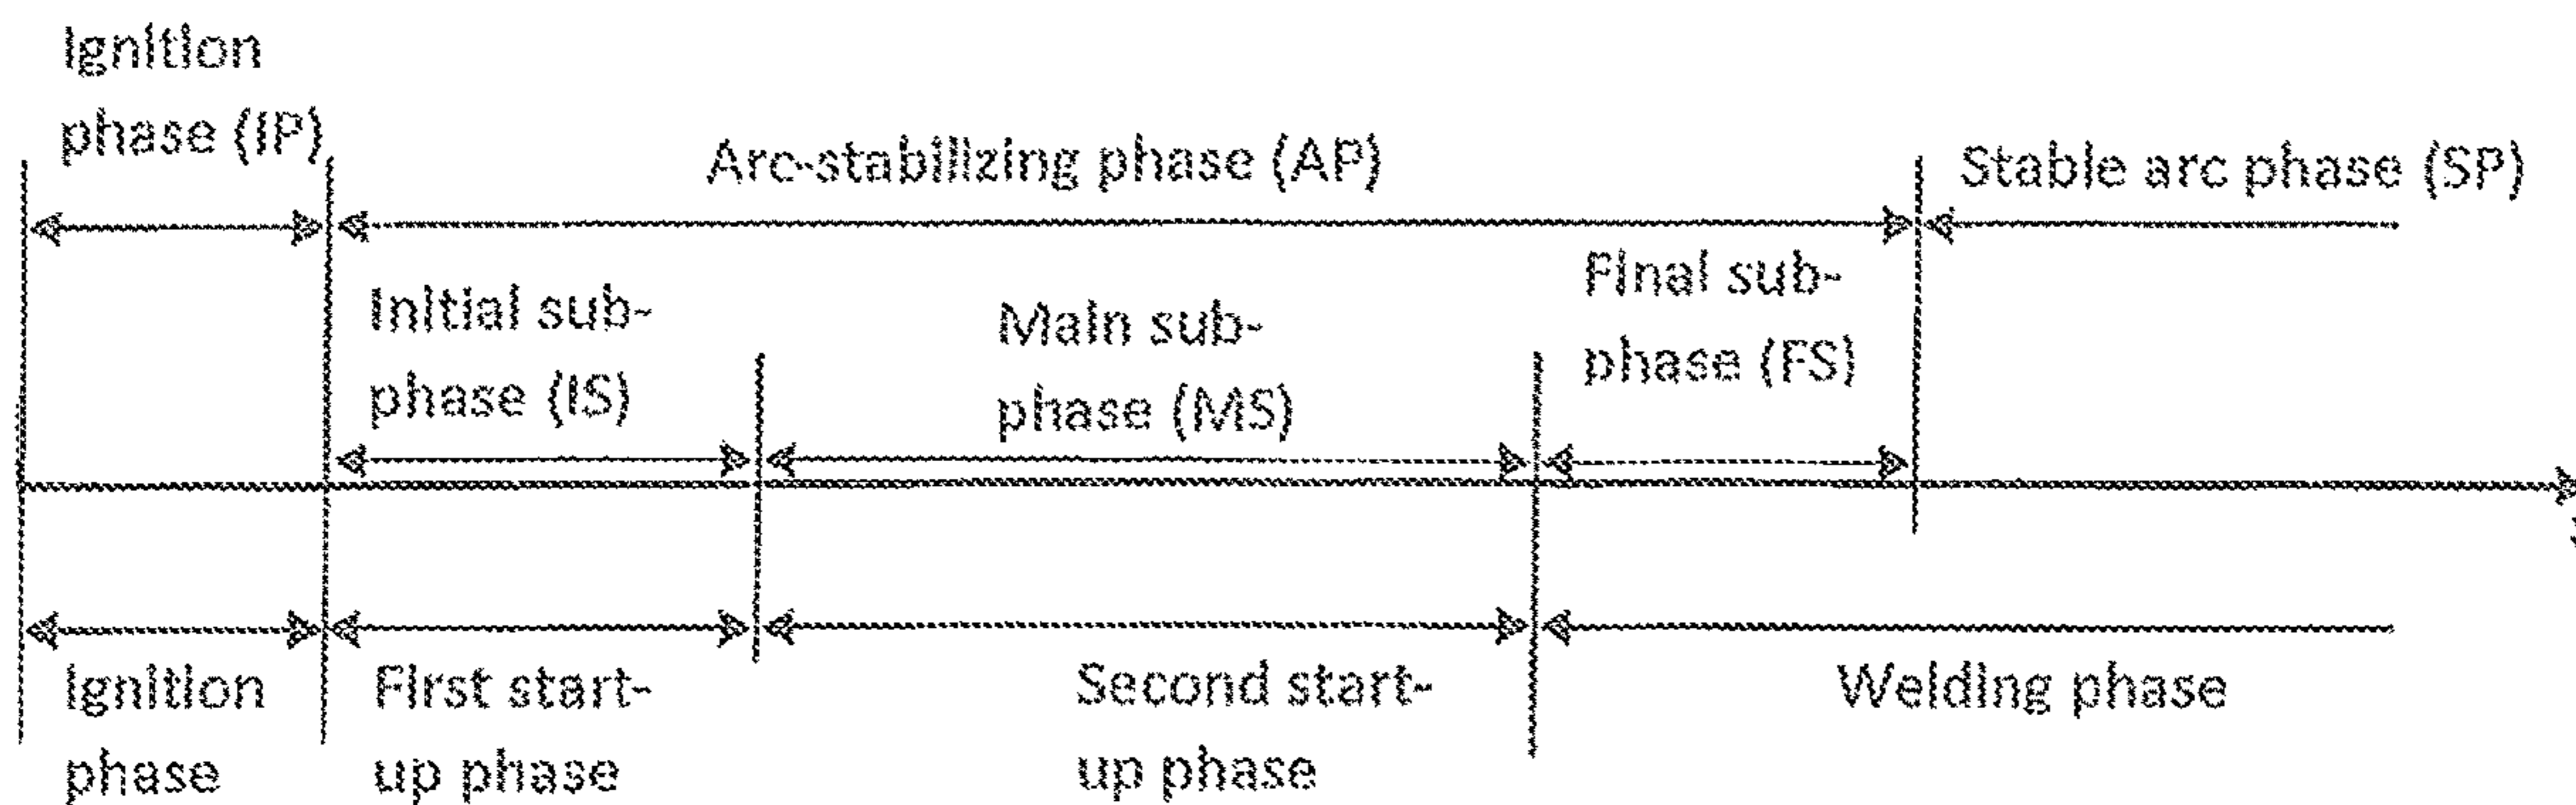 Ignition
phase (IP)
Arc-stabilizing phase (AP)
Stable arc phase (SP)
Initial sub-
phase (IS)
Main sub-
phase (MS)
Final sub-
phase (FS)
Ignition
phase
First start-
up phase
Second start-
up phase
Welding phase